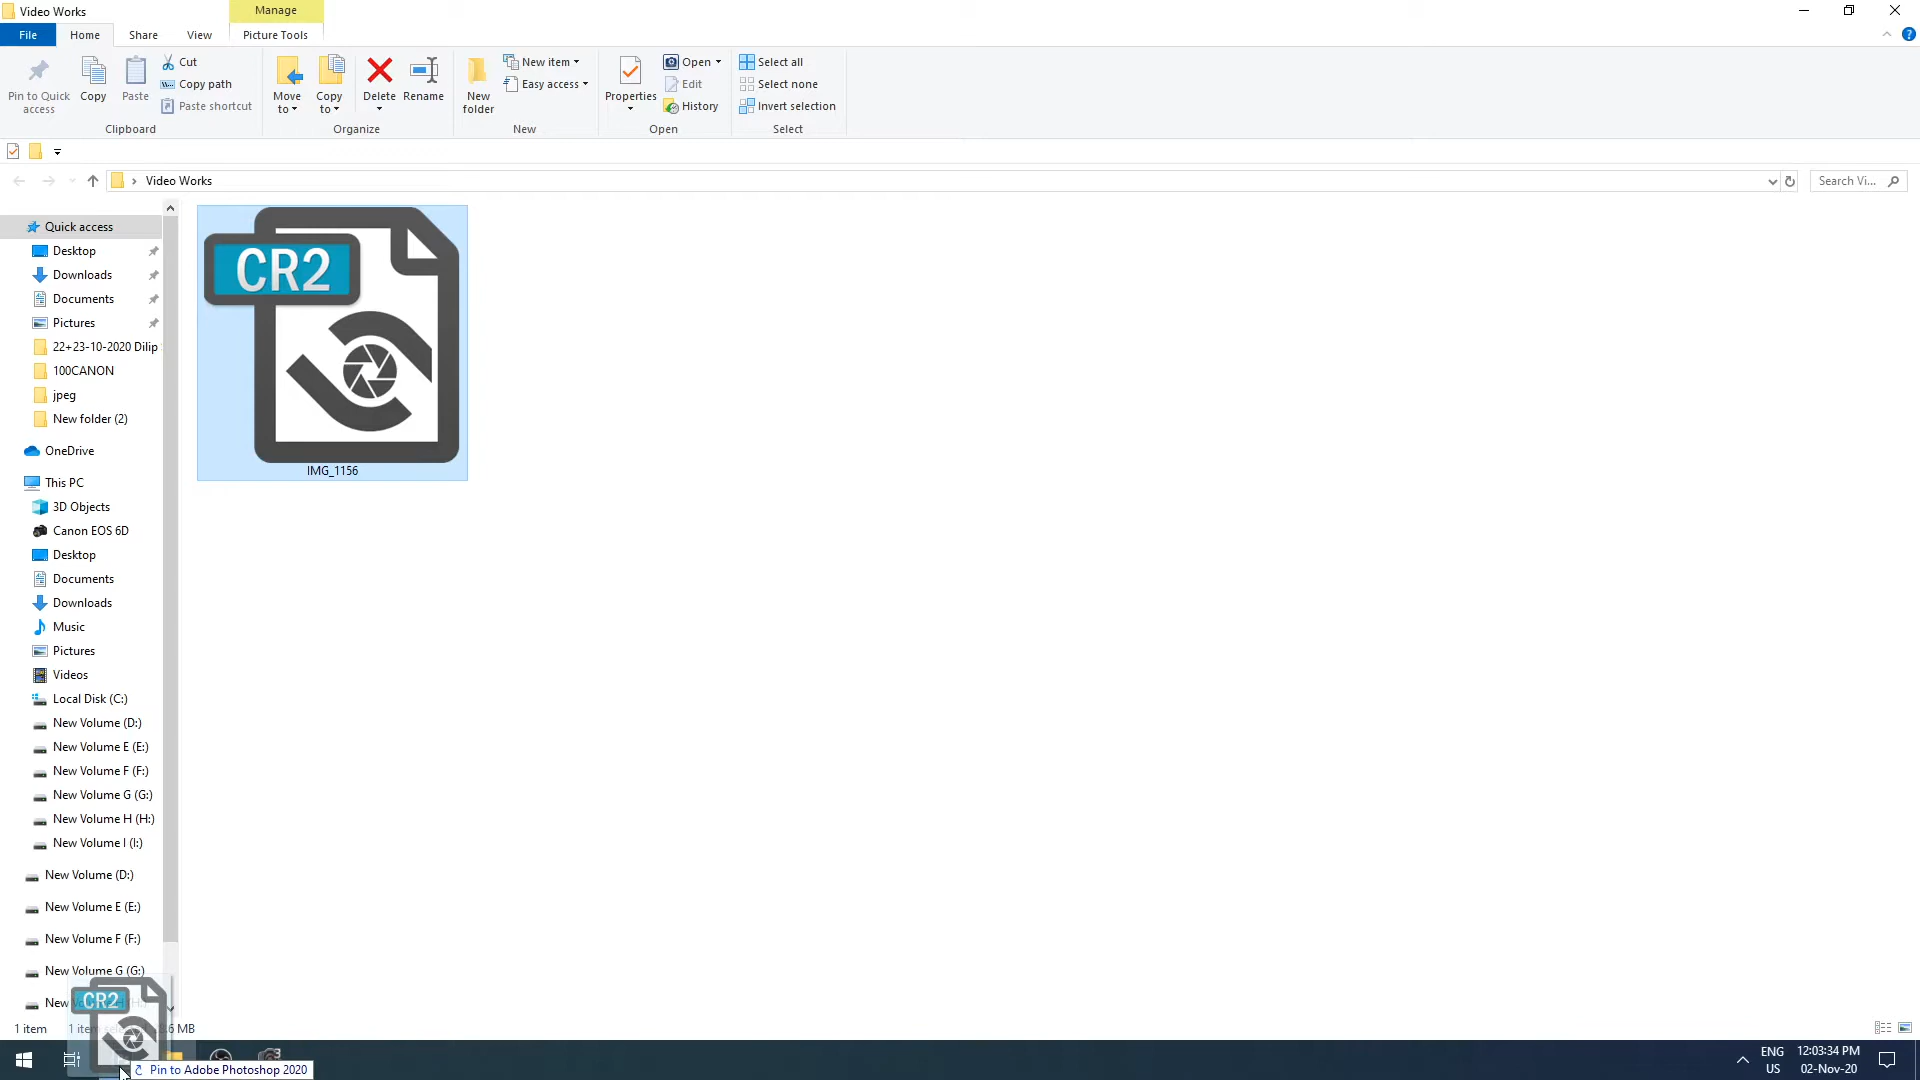 Video Works
Manage
File
Home
Share
View
Picture Tools
Pin to Quick access
Copy
Paste
Cut
Copy path
Paste shortcut
Clipboard
Move to
Copy to
Delete
Rename
Organize
New folder
New item
Easy access
New
Properties
Open
Edit
History
Open
Select all
Select none
Invert selection
Select
Video Works
Search Vi...
Quick access
Desktop
Downloads
Documents
Pictures
22+23-10-2020 Dilip
100CANON
jpeg
New folder (2)
OneDrive
This PC
3D Objects
Canon EOS 6D
Desktop
Documents
Downloads
Music
Pictures
Videos
Local Disk (C:)
New Volume (D:)
New Volume E (E:)
New Volume F (F:)
New Volume G (G:)
New Volume H (H:)
New Volume I (I:)
New Volume (D:)
New Volume E (E:)
New Volume F (F:)
New Volume G (G:)
New
CR2
IMG_1156
CR2
1 item
1 item MB
Pin to Adobe Photoshop 2020
ENG
US
12:03:34 PM
02-Nov-20